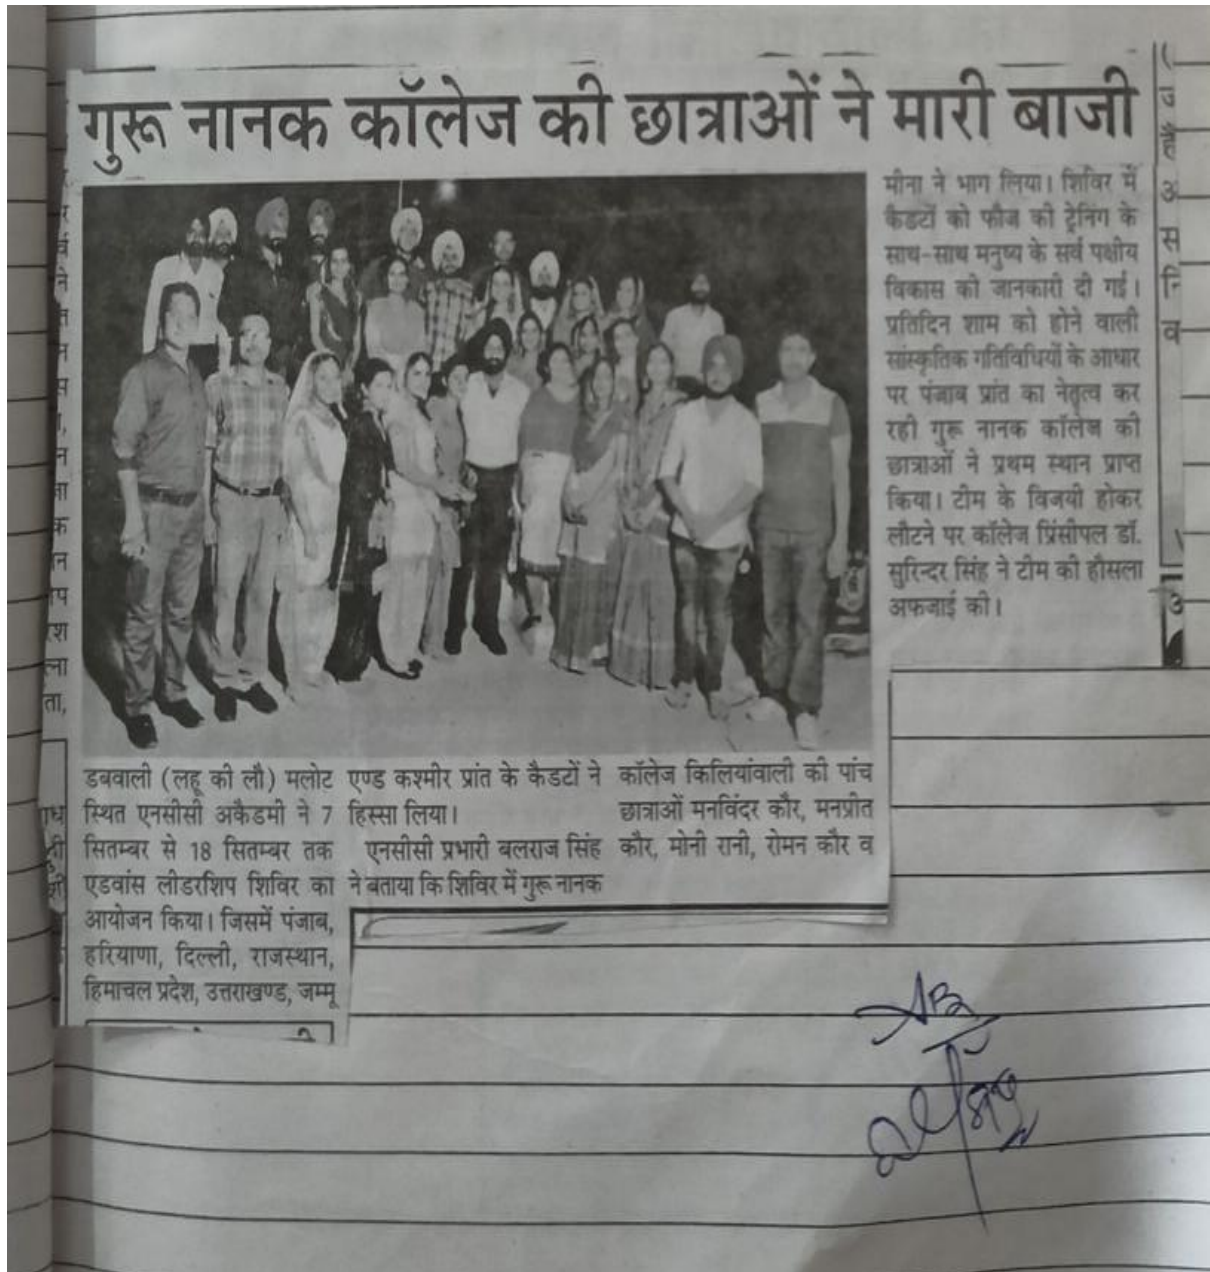 गुरू नानक कॉलेज की छात्राओं ने मारी बाजी
डबवाली (लहू की लौ) मलोट
स्थित एनसीसी अकैडमी ने 7
सितम्बर से 18 सितम्बर तक
एडवांस लीडरशिप शिविर का
आयोजन किया। जिसमें पंजाब,
हरियाणा, दिल्ली, राजस्थान,
हिमाचल प्रदेश, उत्तराखण्ड, जम्मू
एण्ड कश्मीर प्रांत के कैडटों ने
हिस्सा लिया।
एनसीसी प्रभारी बलराज सिंह
ने बताया कि शिविर में गुरू नानक
कॉलेज किलियांवाली की पांच
छात्राओं मनविंदर कौर, मनप्रीत
कौर, मोनी रानी, रोमन कौर व
मीना ने भाग लिया। शिविर में
कैडटों को फौज की ट्रेनिंग के
साथ-साथ मनुष्य के सर्व पक्षीय
विकास को जानकारी दी गई।
प्रतिदिन शाम को होने वाली
सांस्कृतिक गतिविधियों के आधार
पर पंजाब प्रांत का नेतृत्व कर
रही गुरू नानक कॉलेज की
छात्राओं ने प्रथम स्थान प्राप्त
किया। टीम के विजयी होकर
लौटने पर कॉलेज प्रिंसीपल डॉ.
सुरिन्दर सिंह ने टीम की हौसला
अफजाई की।